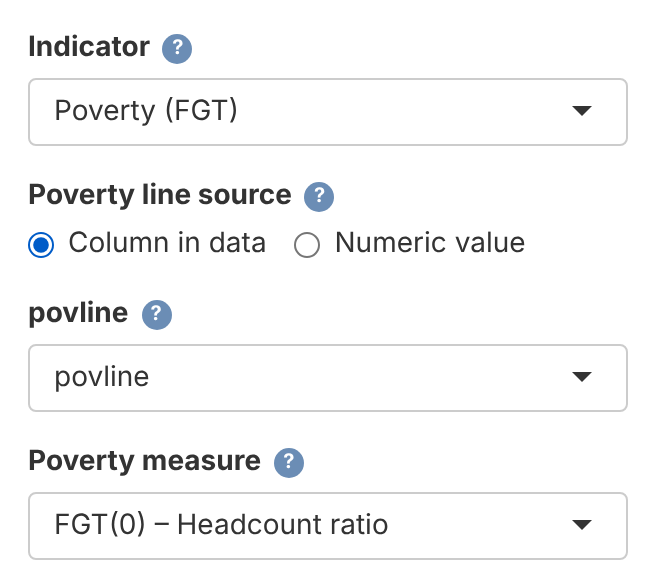 Indicator ?
Poverty (FGT)
Poverty line source ?
Column in data Numeric value
povline ?
povline
Poverty measure ?
FGT(0) – Headcount ratio